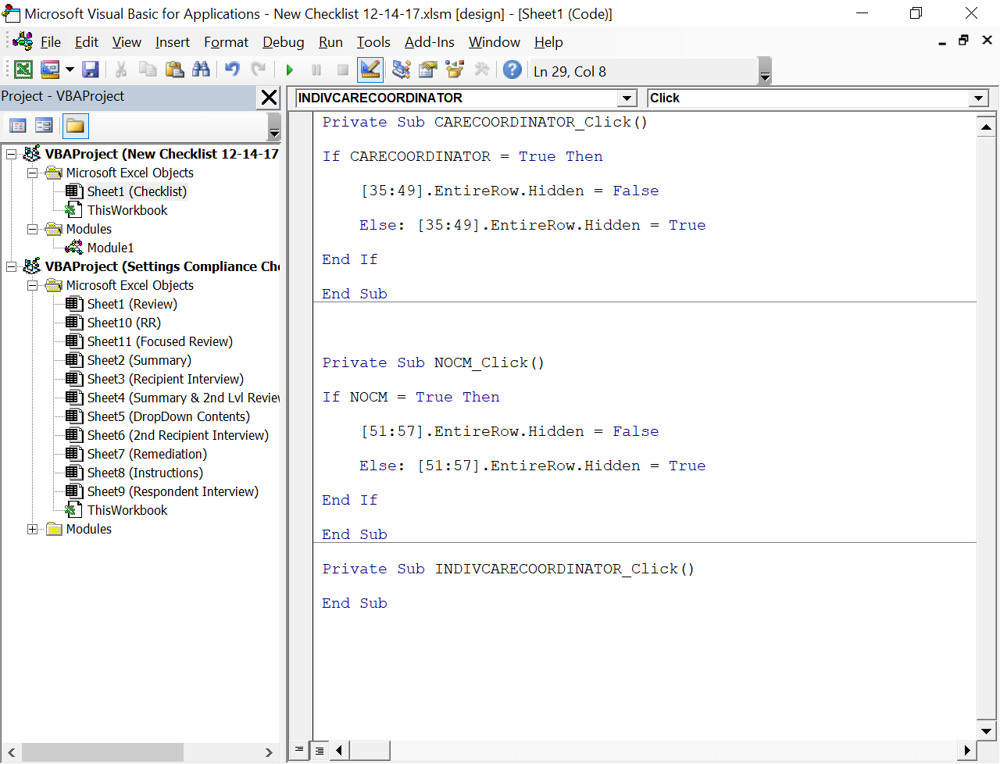 Microsoft Visual Basic for Applications - New Checklist 12-14-17.xlsm [design] - [Sheet1 (Code)]
File Edit View Insert Format Debug Run Tools Add-Ins Window Help
Ln 29, Col 8
Project - VBAProject
VBAProject (New Checklist 12-14-17
Microsoft Excel Objects
Sheet1 (Checklist)
ThisWorkbook
Modules
Module1
VBAProject (Settings Compliance Che
Microsoft Excel Objects
Sheet1 (Review)
Sheet10 (RR)
Sheet11 (Focused Review)
Sheet2 (Summary)
Sheet3 (Recipient Interview)
Sheet4 (Summary & 2nd Lvl Review
Sheet5 (DropDown Contents)
Sheet6 (2nd Recipient Interview)
Sheet7 (Remediation)
Sheet8 (Instructions)
Sheet9 (Respondent Interview)
ThisWorkbook
Modules
INDIVCARECOORDINATOR
Click
Private Sub CARECOORDINATOR_Click()
If CARECOORDINATOR = True Then
[35:49].EntireRow.Hidden = False
Else: [35:49].EntireRow.Hidden = True
End If
End Sub
Private Sub NOCM_Click()
If NOCM = True Then
[51:57].EntireRow.Hidden = False
Else: [51:57].EntireRow.Hidden = True
End If
End Sub
Private Sub INDIVCARECOORDINATOR_Click()
End Sub